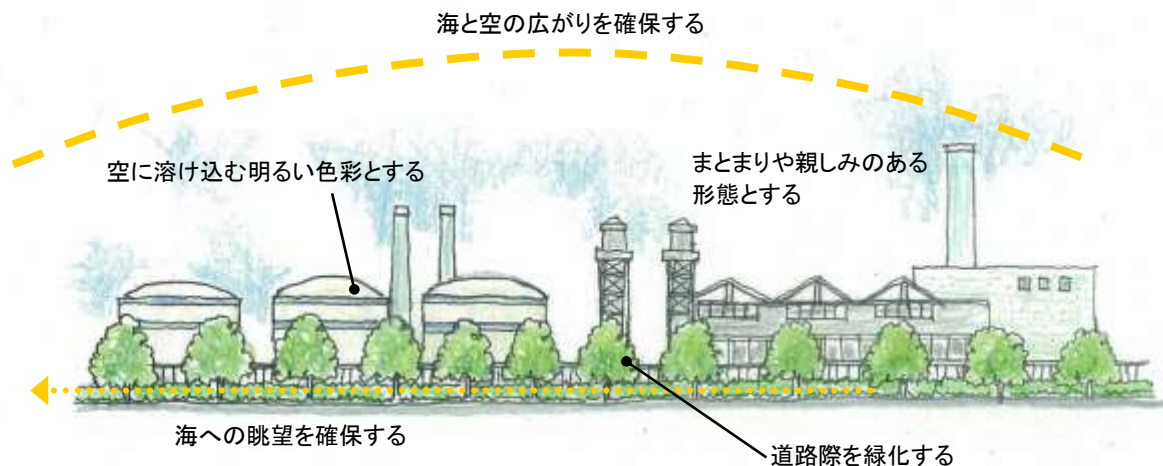 海と空の広がりを確保する
空に溶け込む明るい色彩とする
まとまりや親しみのある
形態とする
海への眺望を確保する
道路際を緑化する